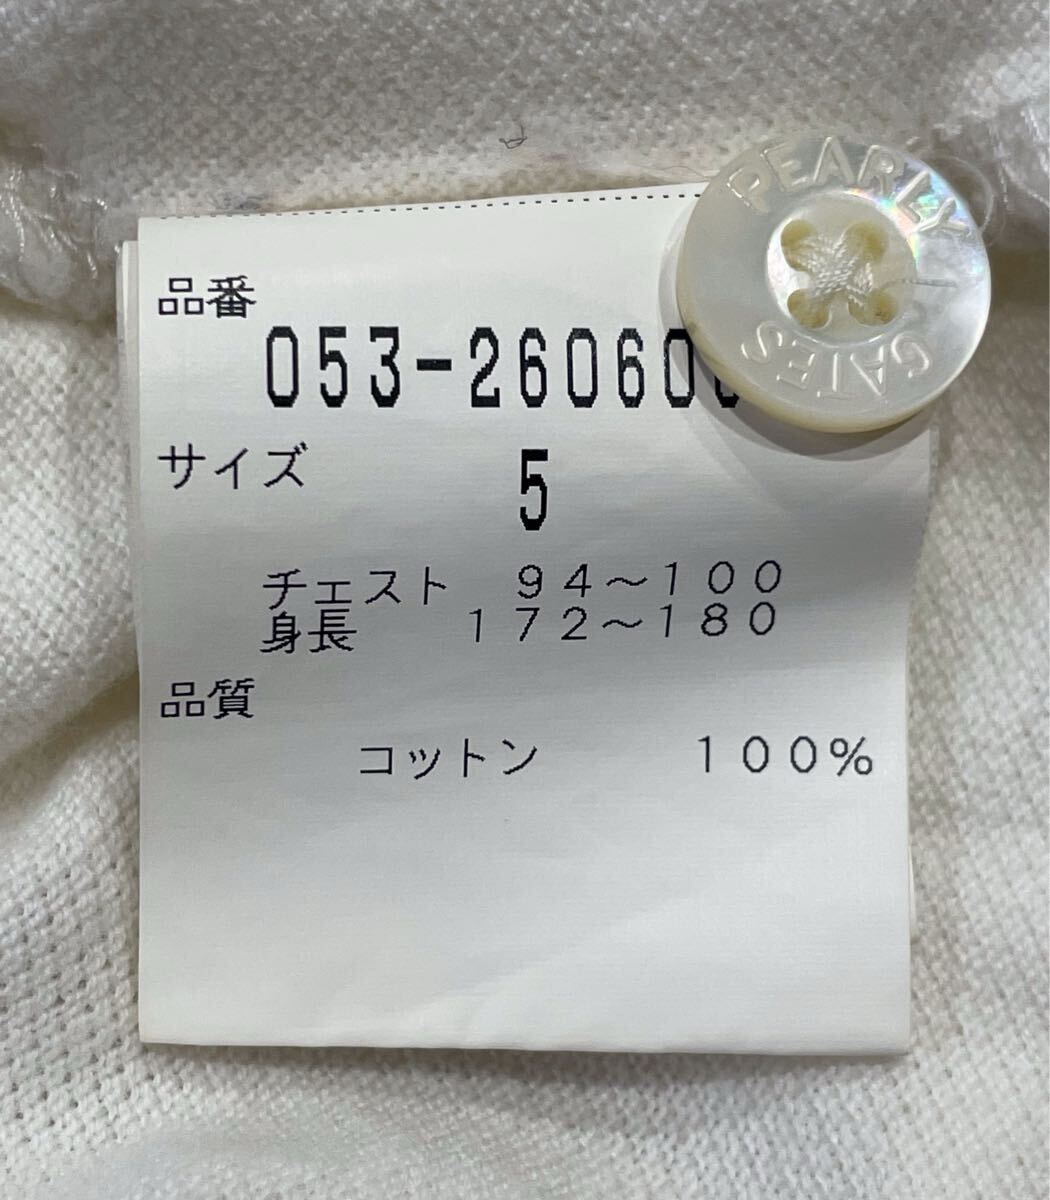 PEARLY
GATES
品番
053-260600
サイズ 5
チェスト 94～100
身長 172～180
品質
コットン 100%